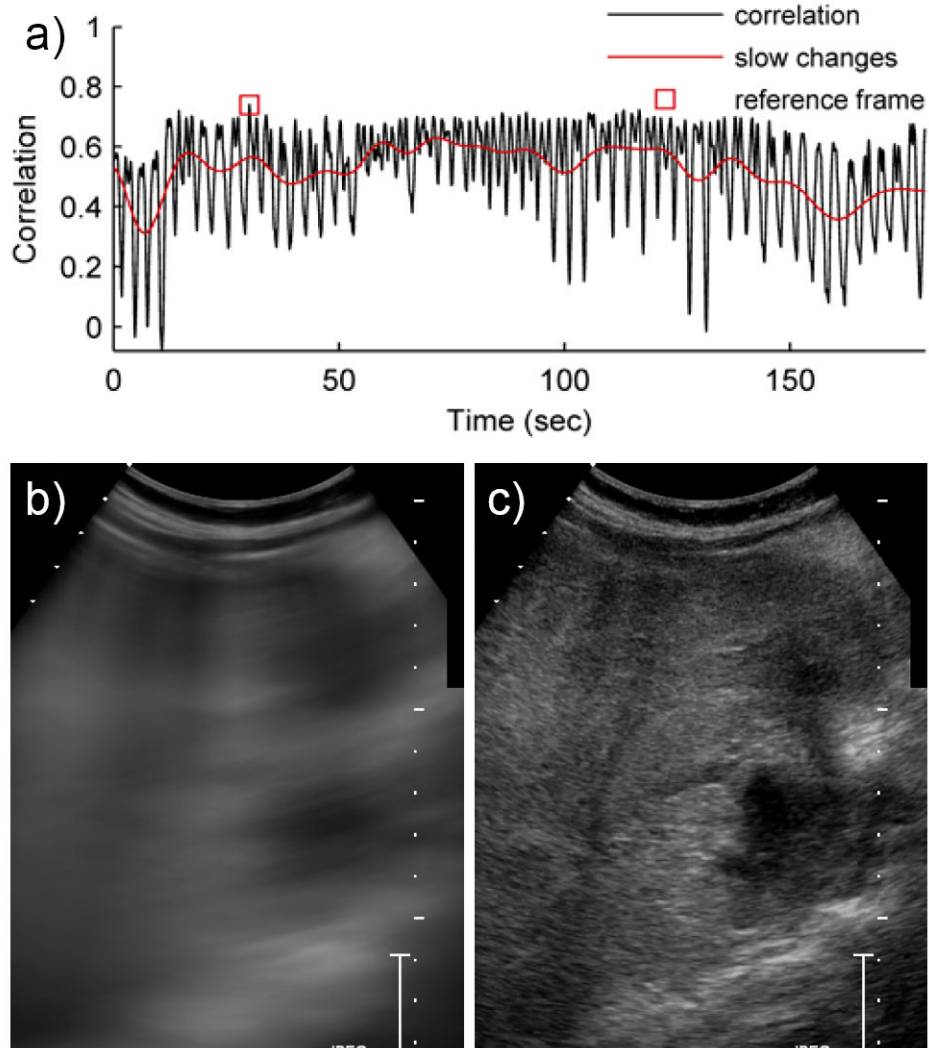 a)
1
0.8
0.6
0.4
0.2
0
Correlation
correlation
slow changes
reference frame
0 50 100 150
Time (sec)
b) c)